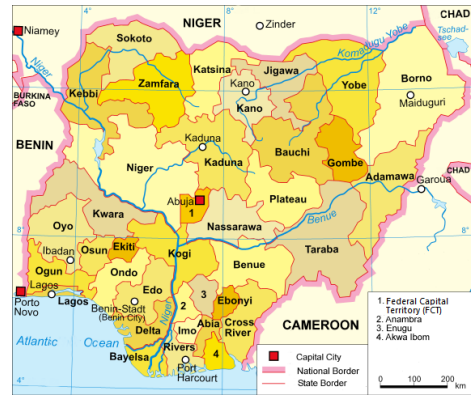 4°
8°
12°
NIGER
Zinder
CHAD
Niamey
Sokoto
Katsina
Jigawa
Komadugu Yobe
Tschad-
see
Niger
Zamfara
Kano
Kano
Yobe
Borno
Kebbi
Maiduguri
BURKINA
FASO
CHAD
BENIN
Kaduna
Bauchi
Gombe
Niger
Kaduna
Adamawa
Garoua
Abuja
1
Plateau
Benue
Kwara
Nassarawa
Oyo
8°
Taraba
Ekiti
Kogi
Ibadan
Osun
Benue
Ogun
Ondo
Lagos
Edo
3
Ebonyi
Porto
Novo
Lagos
Benin-Stadt
(Benin City)
2
Niger
Abia
Cross
River
Imo
Delta
CAMEROON
Atlantic Ocean
Rivers
4
Bayelsa
Port
Harcourt
4°
1. Federal Capital
Territory (FCT)
2. Anambra
3. Enugu
4. Akwa Ibom
Capital City
National Border
State Border
km
0 100 200